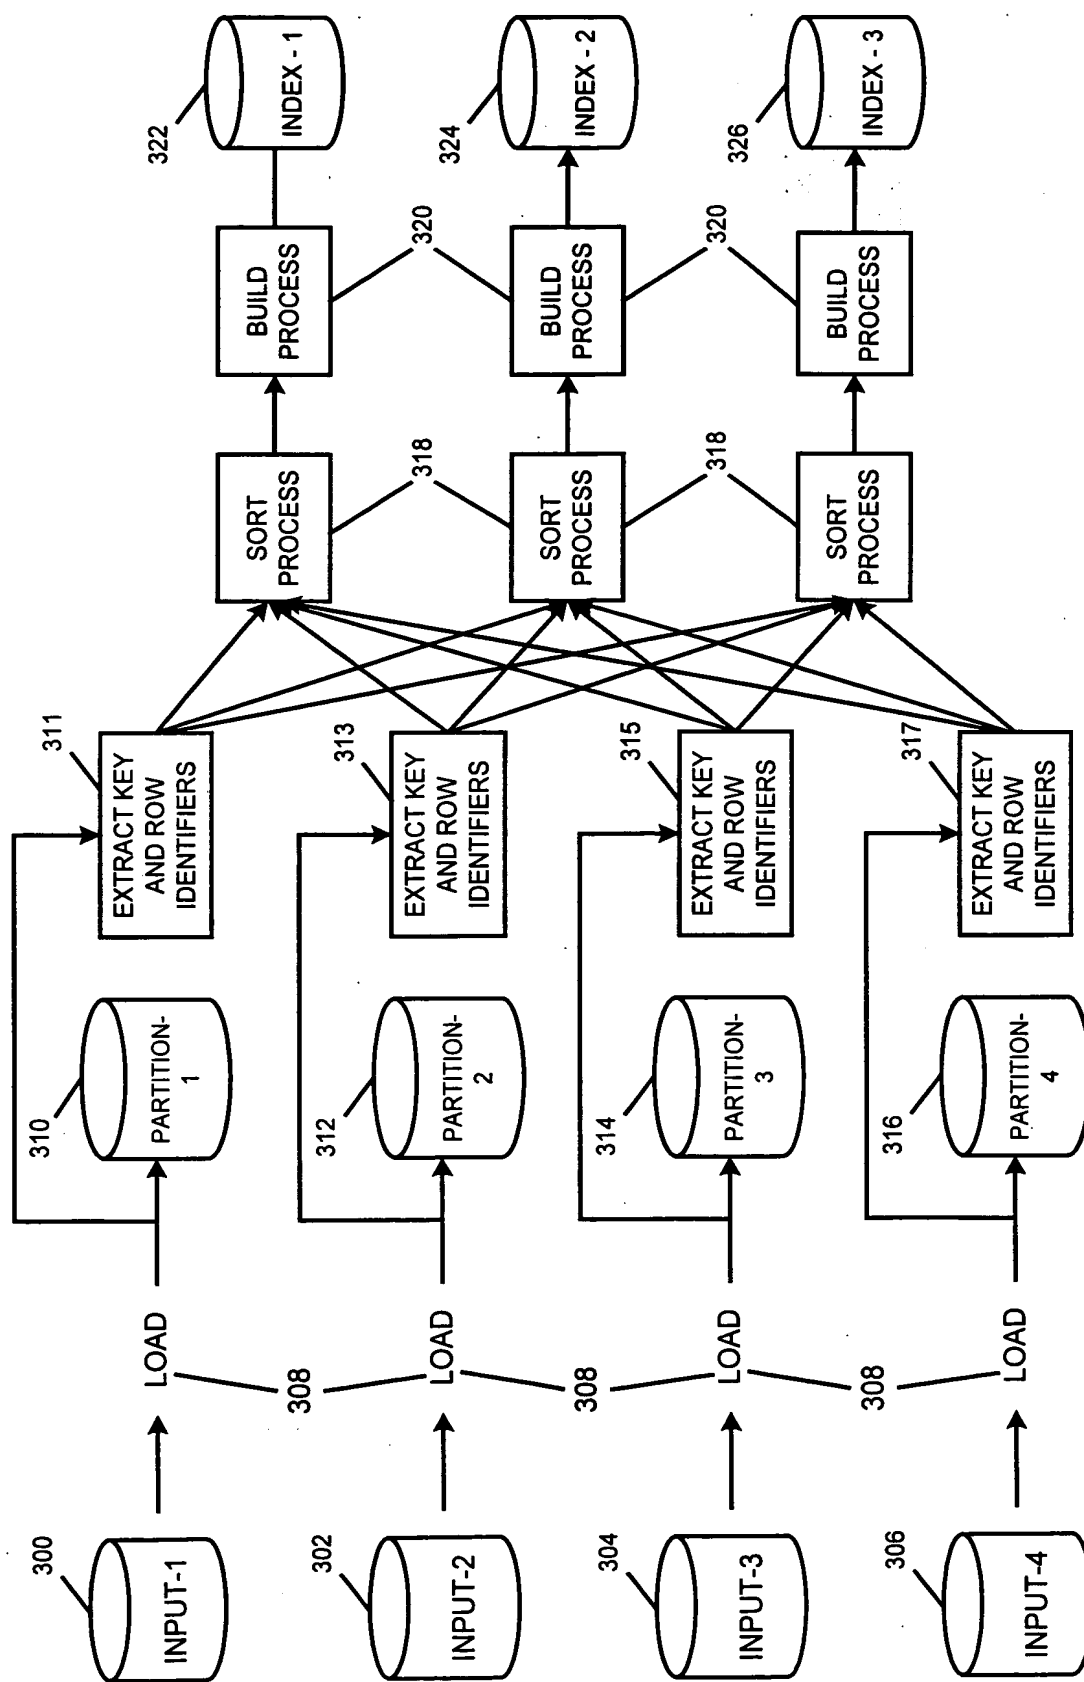 300
INPUT-1
302
INPUT-2
304
INPUT-3
306
INPUT-4
LOAD
308
LOAD
308
LOAD
308
LOAD
310
PARTITION-
1
312
PARTITION-
2
314
PARTITION-
3
316
PARTITION-
4
311
EXTRACT KEY
AND ROW
IDENTIFIERS
313
EXTRACT KEY
AND ROW
IDENTIFIERS
315
EXTRACT KEY
AND ROW
IDENTIFIERS
317
EXTRACT KEY
AND ROW
IDENTIFIERS
SORT
PROCESS
318
SORT
PROCESS
318
SORT
PROCESS
BUILD
PROCESS
320
BUILD
PROCESS
320
BUILD
PROCESS
322
INDEX - 1
324
INDEX - 2
326
INDEX - 3